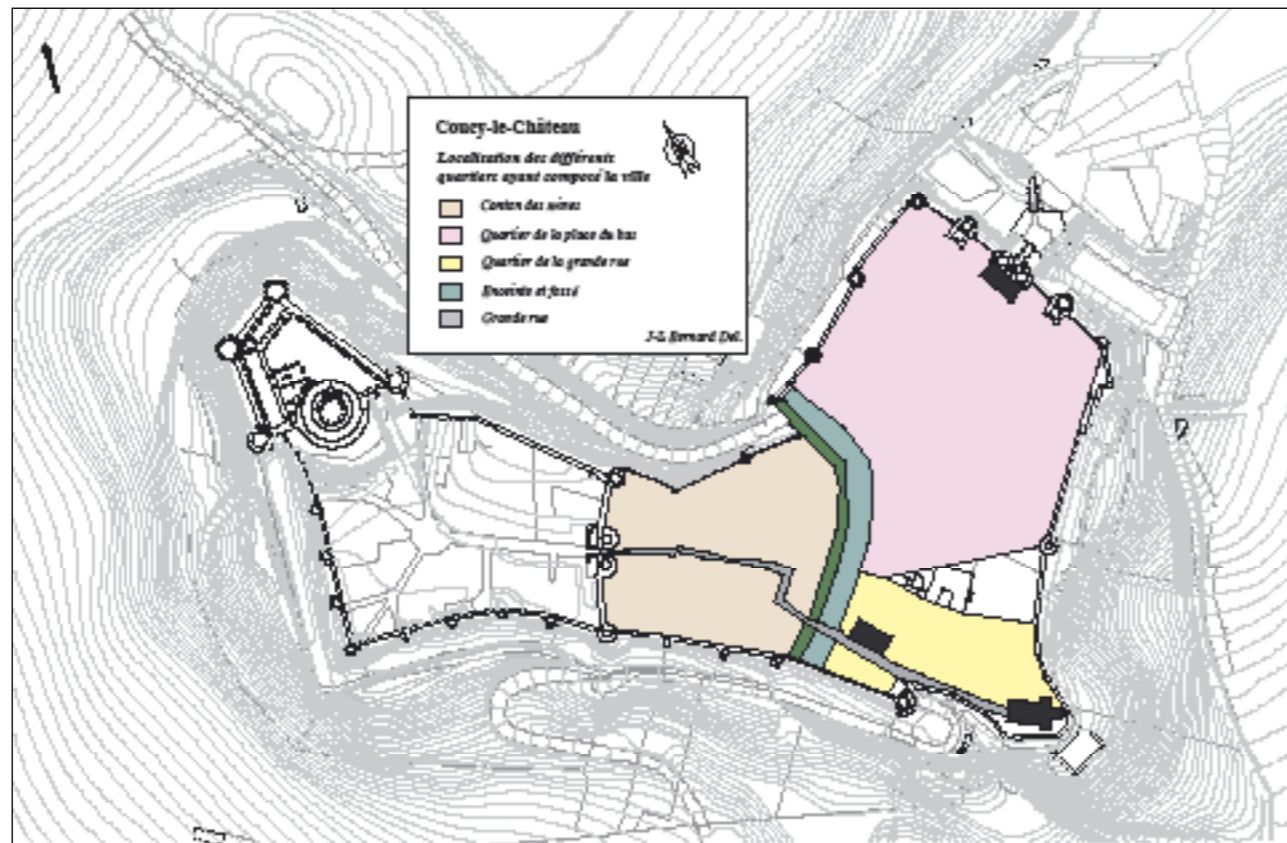 Coucy-le-Château
Localisation des différents
quartiers ayant composé la ville
Canton des
Quartier de la place du bas
Quartier de la grande rue
Enceinte et fossé
Grande rue
J-L Bernard Del.